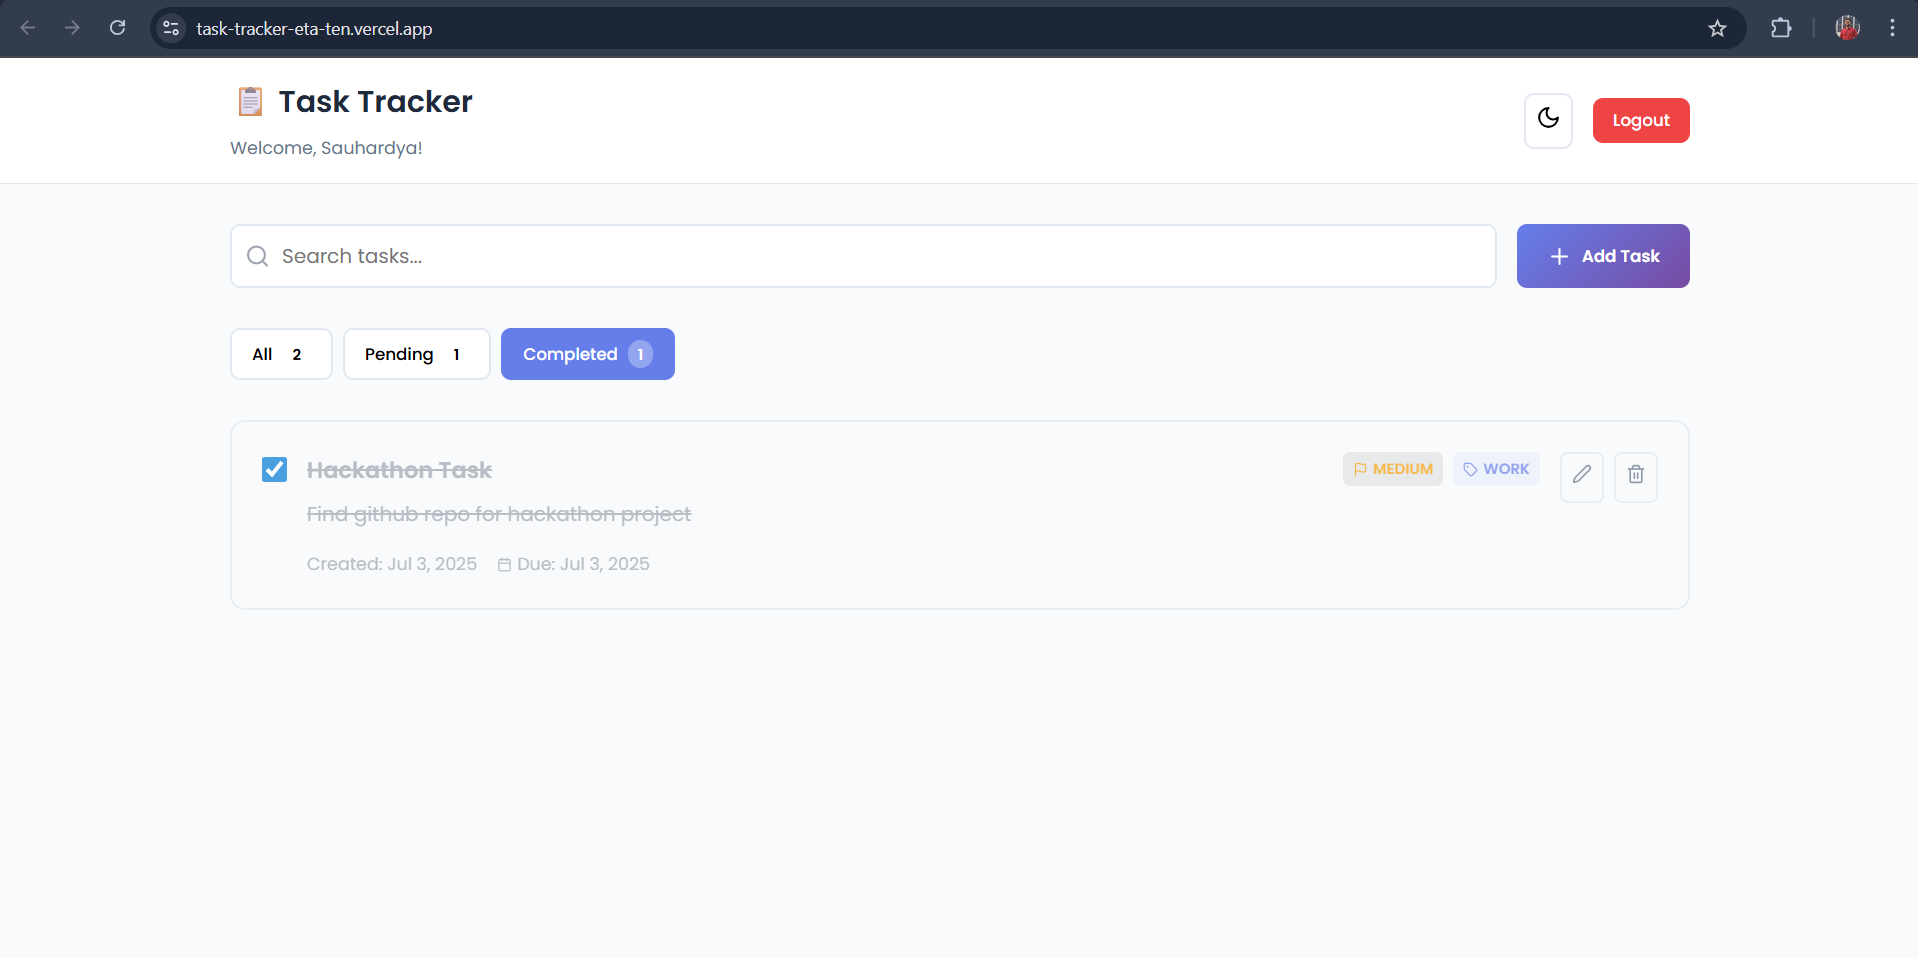 task-tracker-eta-ten.vercel.app
📋 Task Tracker
Welcome, Sauhardya!
Logout
Search tasks...
Add Task
All 2
Pending 1
Completed 1
Hackathon Task
MEDIUM
WORK
Find github repo for hackathon project
Created: Jul 3, 2025
Due: Jul 3, 2025